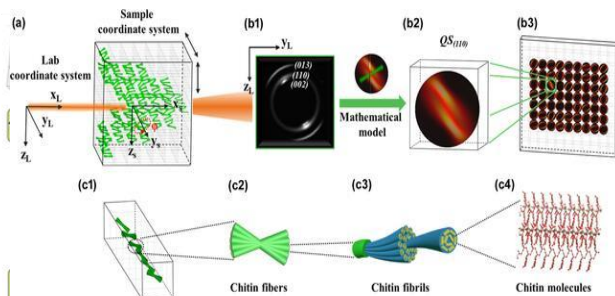 (a)
Sample
coordinate system
Lab
coordinate system
x_L
y_L
z_L
y_s
z_s
(b1)
y_L
z_L
(013)
(110)
(002)
Mathematical
model
(b2)
QS(110)
(b3)
(c1)
(c2)
Chitin fibers
(c3)
Chitin fibrils
(c4)
Chitin molecules